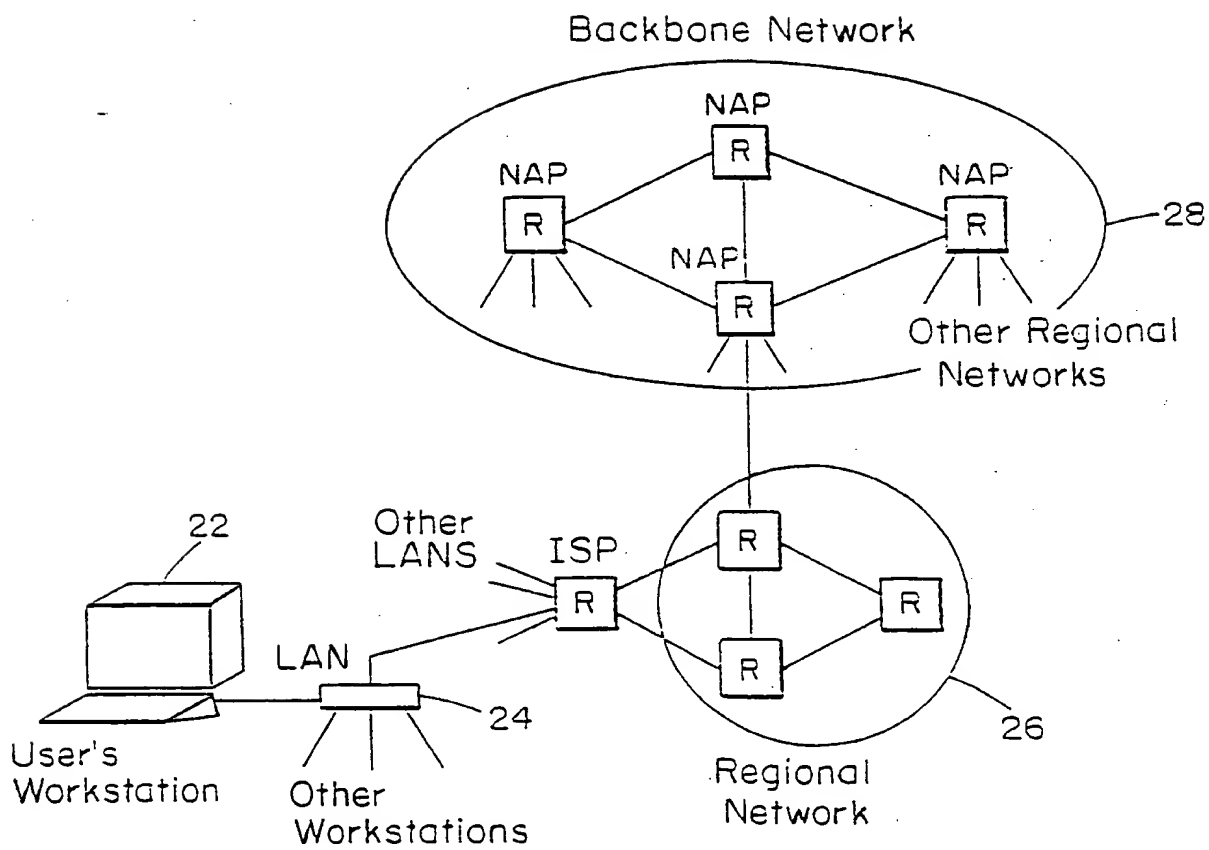 Backbone Network
NAP
R
NAP
R
NAP
R
28
NAP
R
Other Regional
Networks
22
Other
LANS
ISP
R
R
R
R
LAN
24
26
User's
Workstation
Other
Workstations
Regional
Network